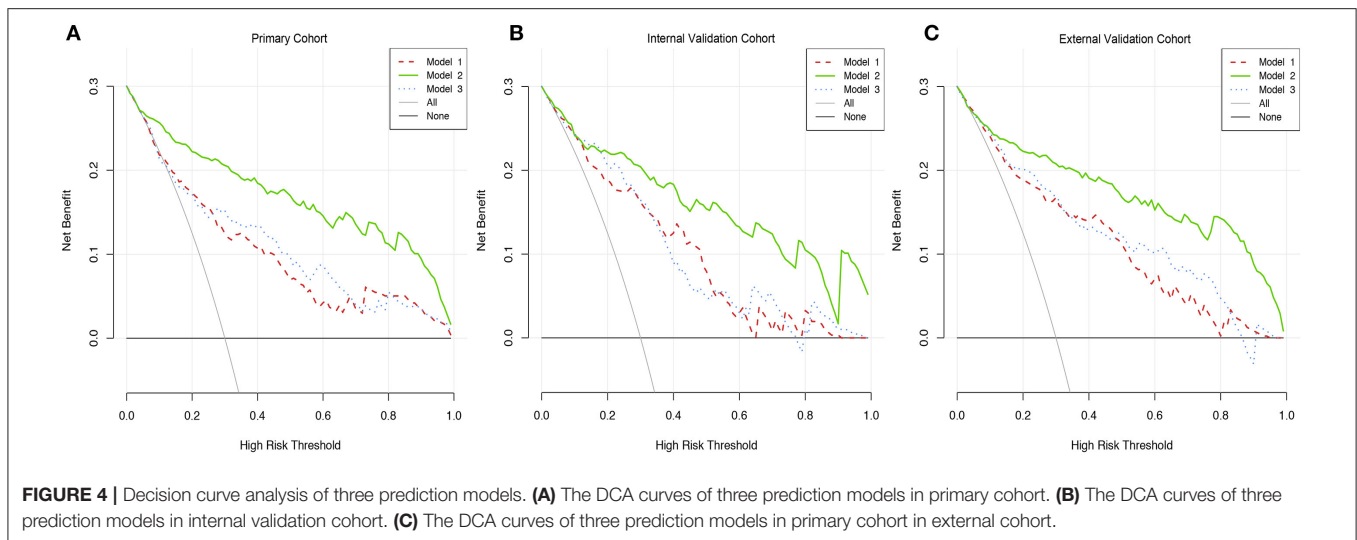 A
Primary Cohort
Model 1
Model 2
Model 3
All
None
Net Benefit
0.3
0.2
0.1
0.0
0.0 0.2 0.4 0.6 0.8 1.0
High Risk Threshold
B
Internal Validation Cohort
Model 1
Model 2
Model 3
All
None
Net Benefit
0.3
0.2
0.1
0.0
0.0 0.2 0.4 0.6 0.8 1.0
High Risk Threshold
C
External Validation Cohort
Model 1
Model 2
Model 3
All
None
Net Benefit
0.3
0.2
0.1
0.0
0.0 0.2 0.4 0.6 0.8 1.0
High Risk Threshold
FIGURE 4 | Decision curve analysis of three prediction models. (A) The DCA curves of three prediction models in primary cohort. (B) The DCA curves of three
prediction models in internal validation cohort. (C) The DCA curves of three prediction models in primary cohort in external cohort.